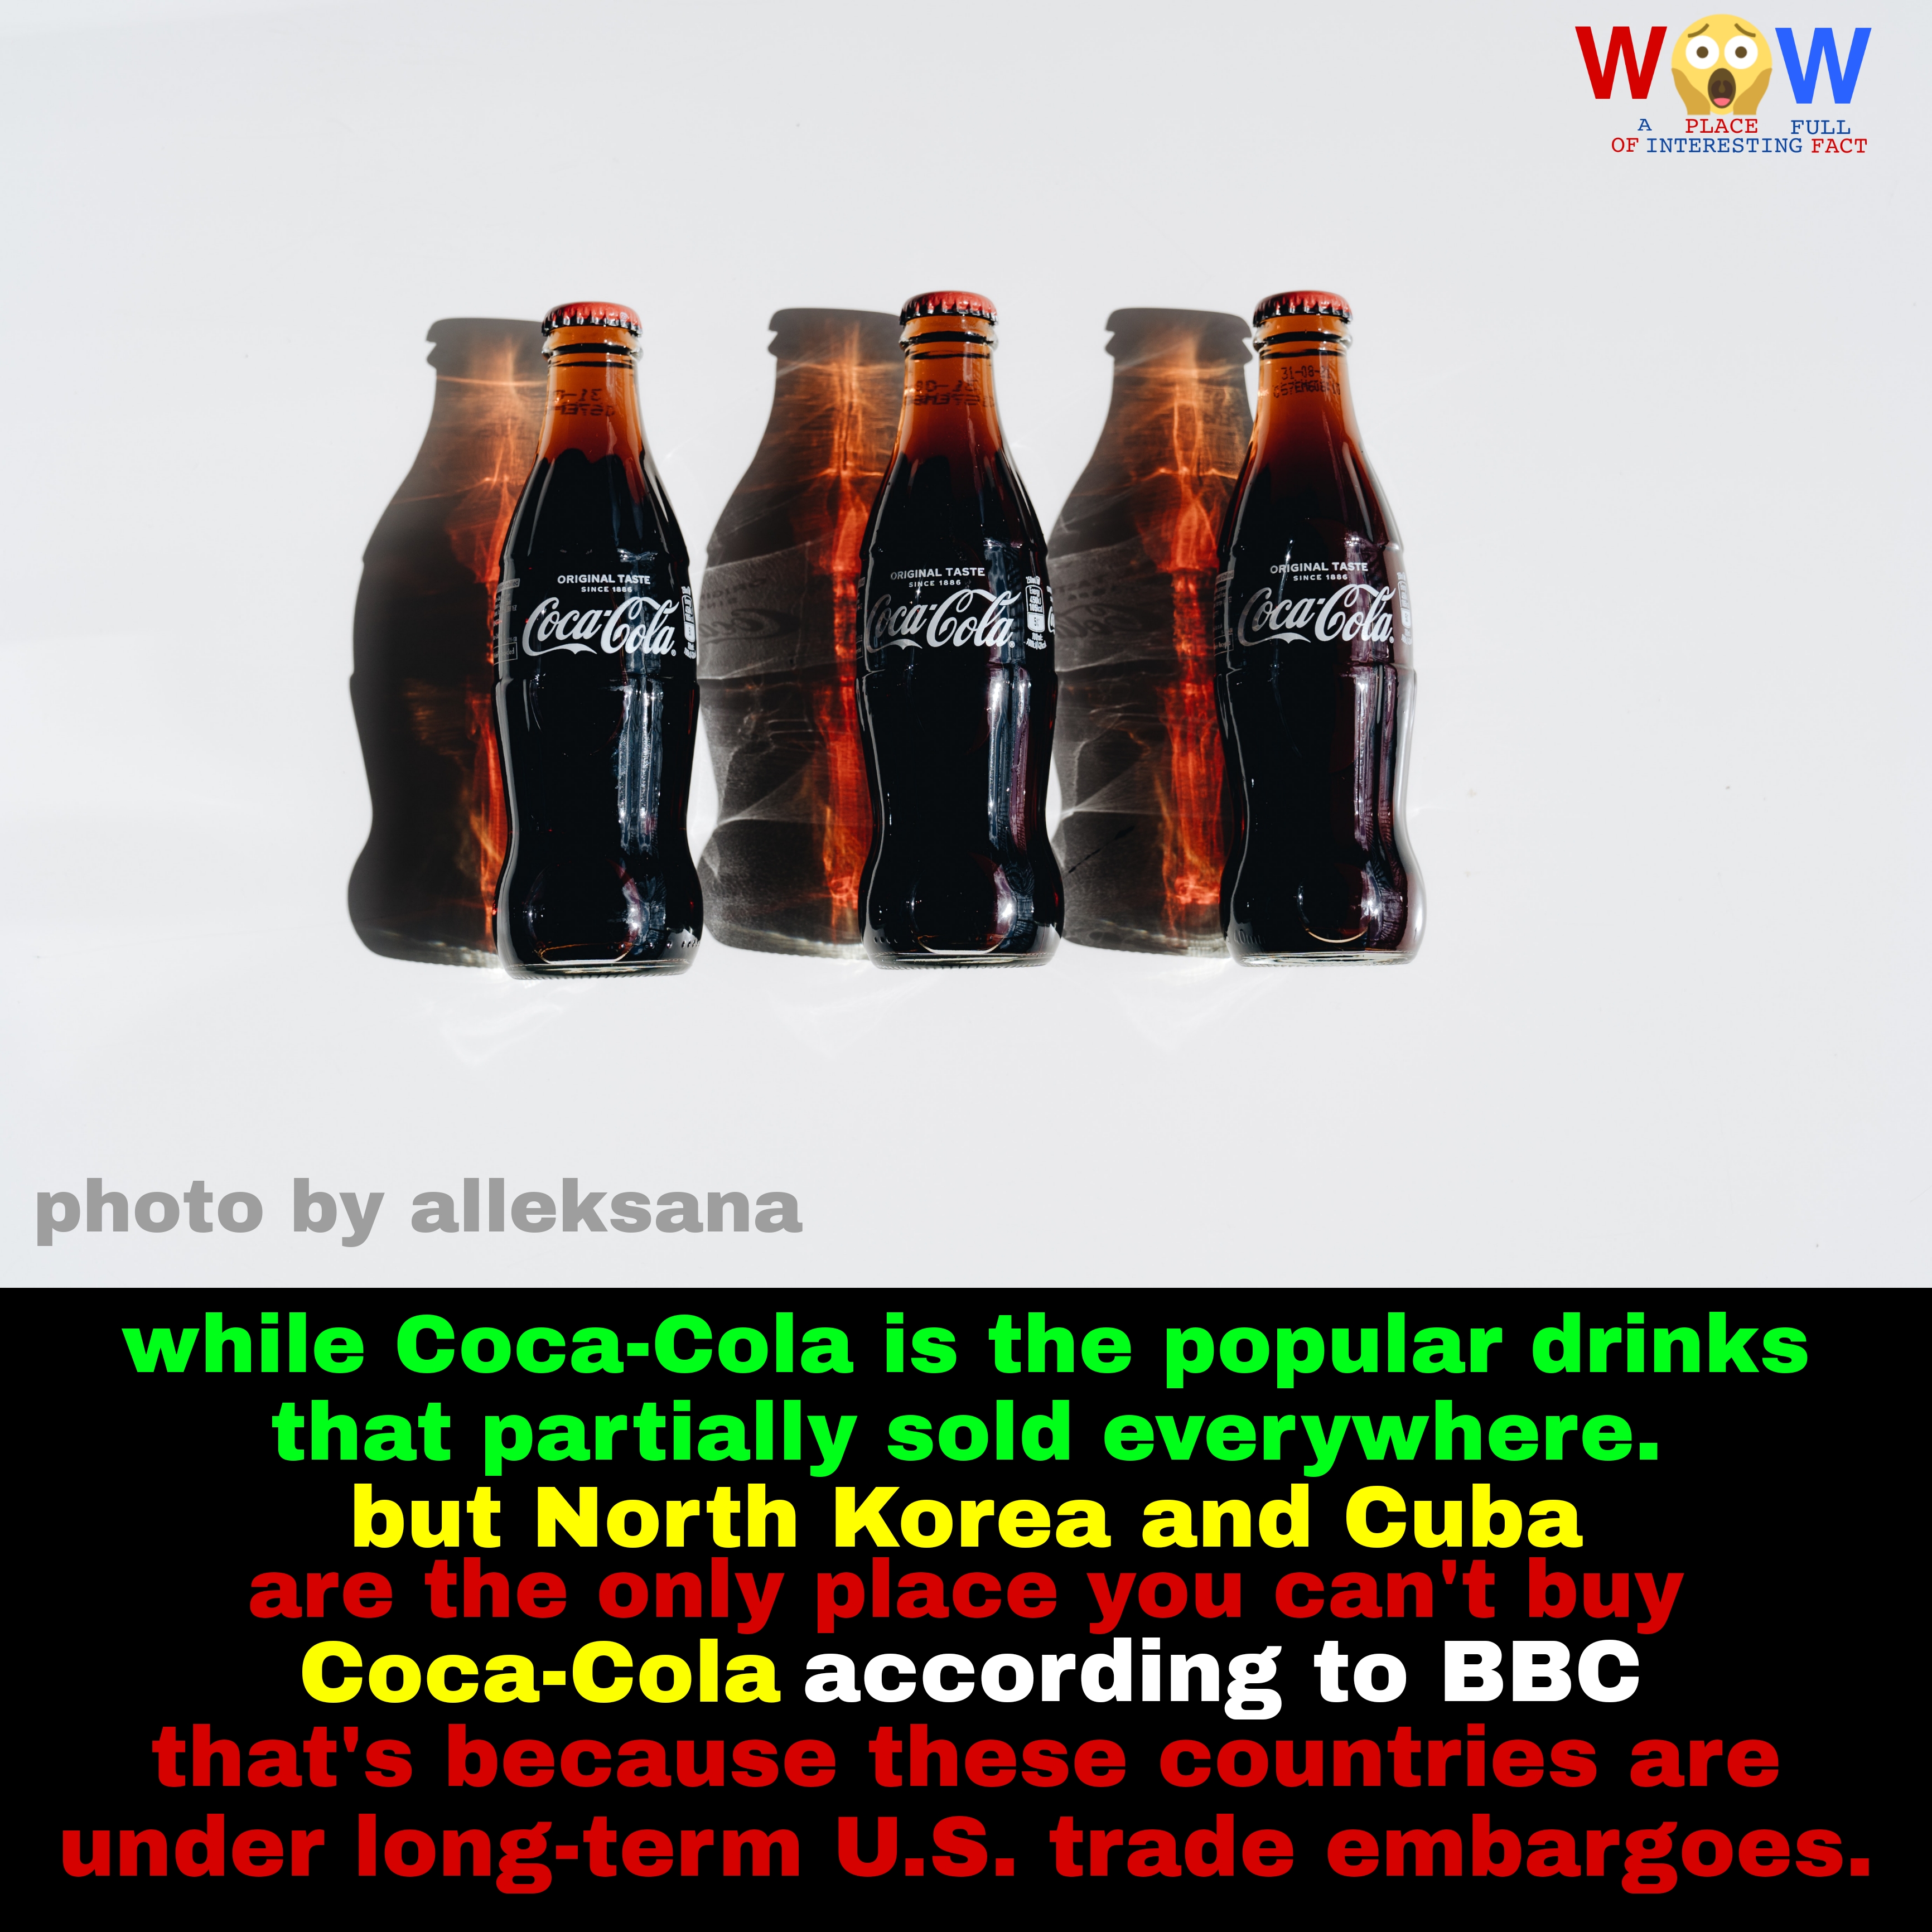 W😱W
A PLACE FULL
OF INTERESTING FACT
31-08-
ORIGINAL TASTE
SINCE 1886
Coca-Cola
ORIGINAL TASTE
SINCE 1886
Coca-Cola
ORIGINAL TASTE
SINCE 1886
Coca-Cola
photo by alleksana
while Coca-Cola is the popular drinks
that partially sold everywhere.
but North Korea and Cuba
are the only place you can't buy
Coca-Cola according to BBC
that's because these countries are
under long-term U.S. trade embargoes.